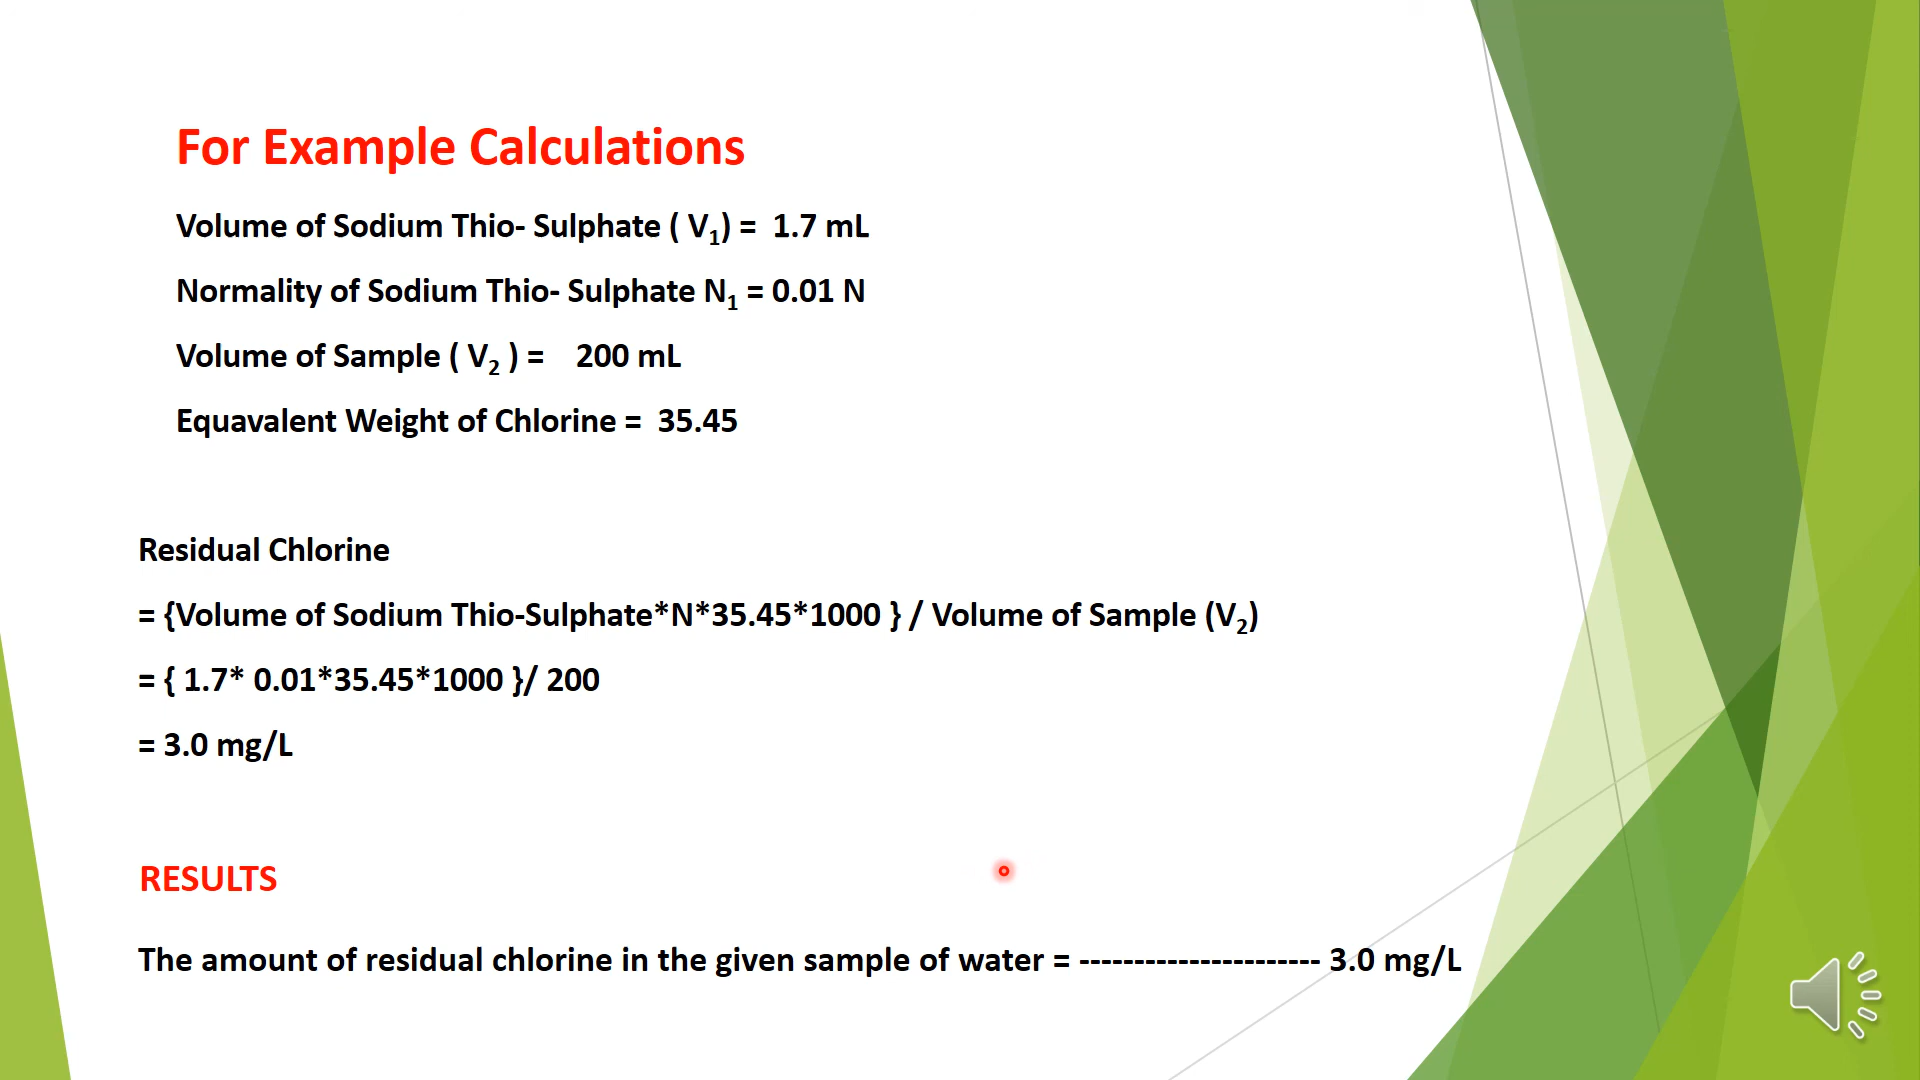 For Example Calculations
Volume of Sodium Thio- Sulphate ( V₁) = 1.7 mL
Normality of Sodium Thio- Sulphate N₁ = 0.01 N
Volume of Sample ( V₂ ) = 200 mL
Equavalent Weight of Chlorine = 35.45
Residual Chlorine
= {Volume of Sodium Thio-Sulphate*N*35.45*1000 } / Volume of Sample (V₂)
= { 1.7* 0.01*35.45*1000 }/ 200
= 3.0 mg/L
RESULTS
The amount of residual chlorine in the given sample of water = ---------------------- 3.0 mg/L